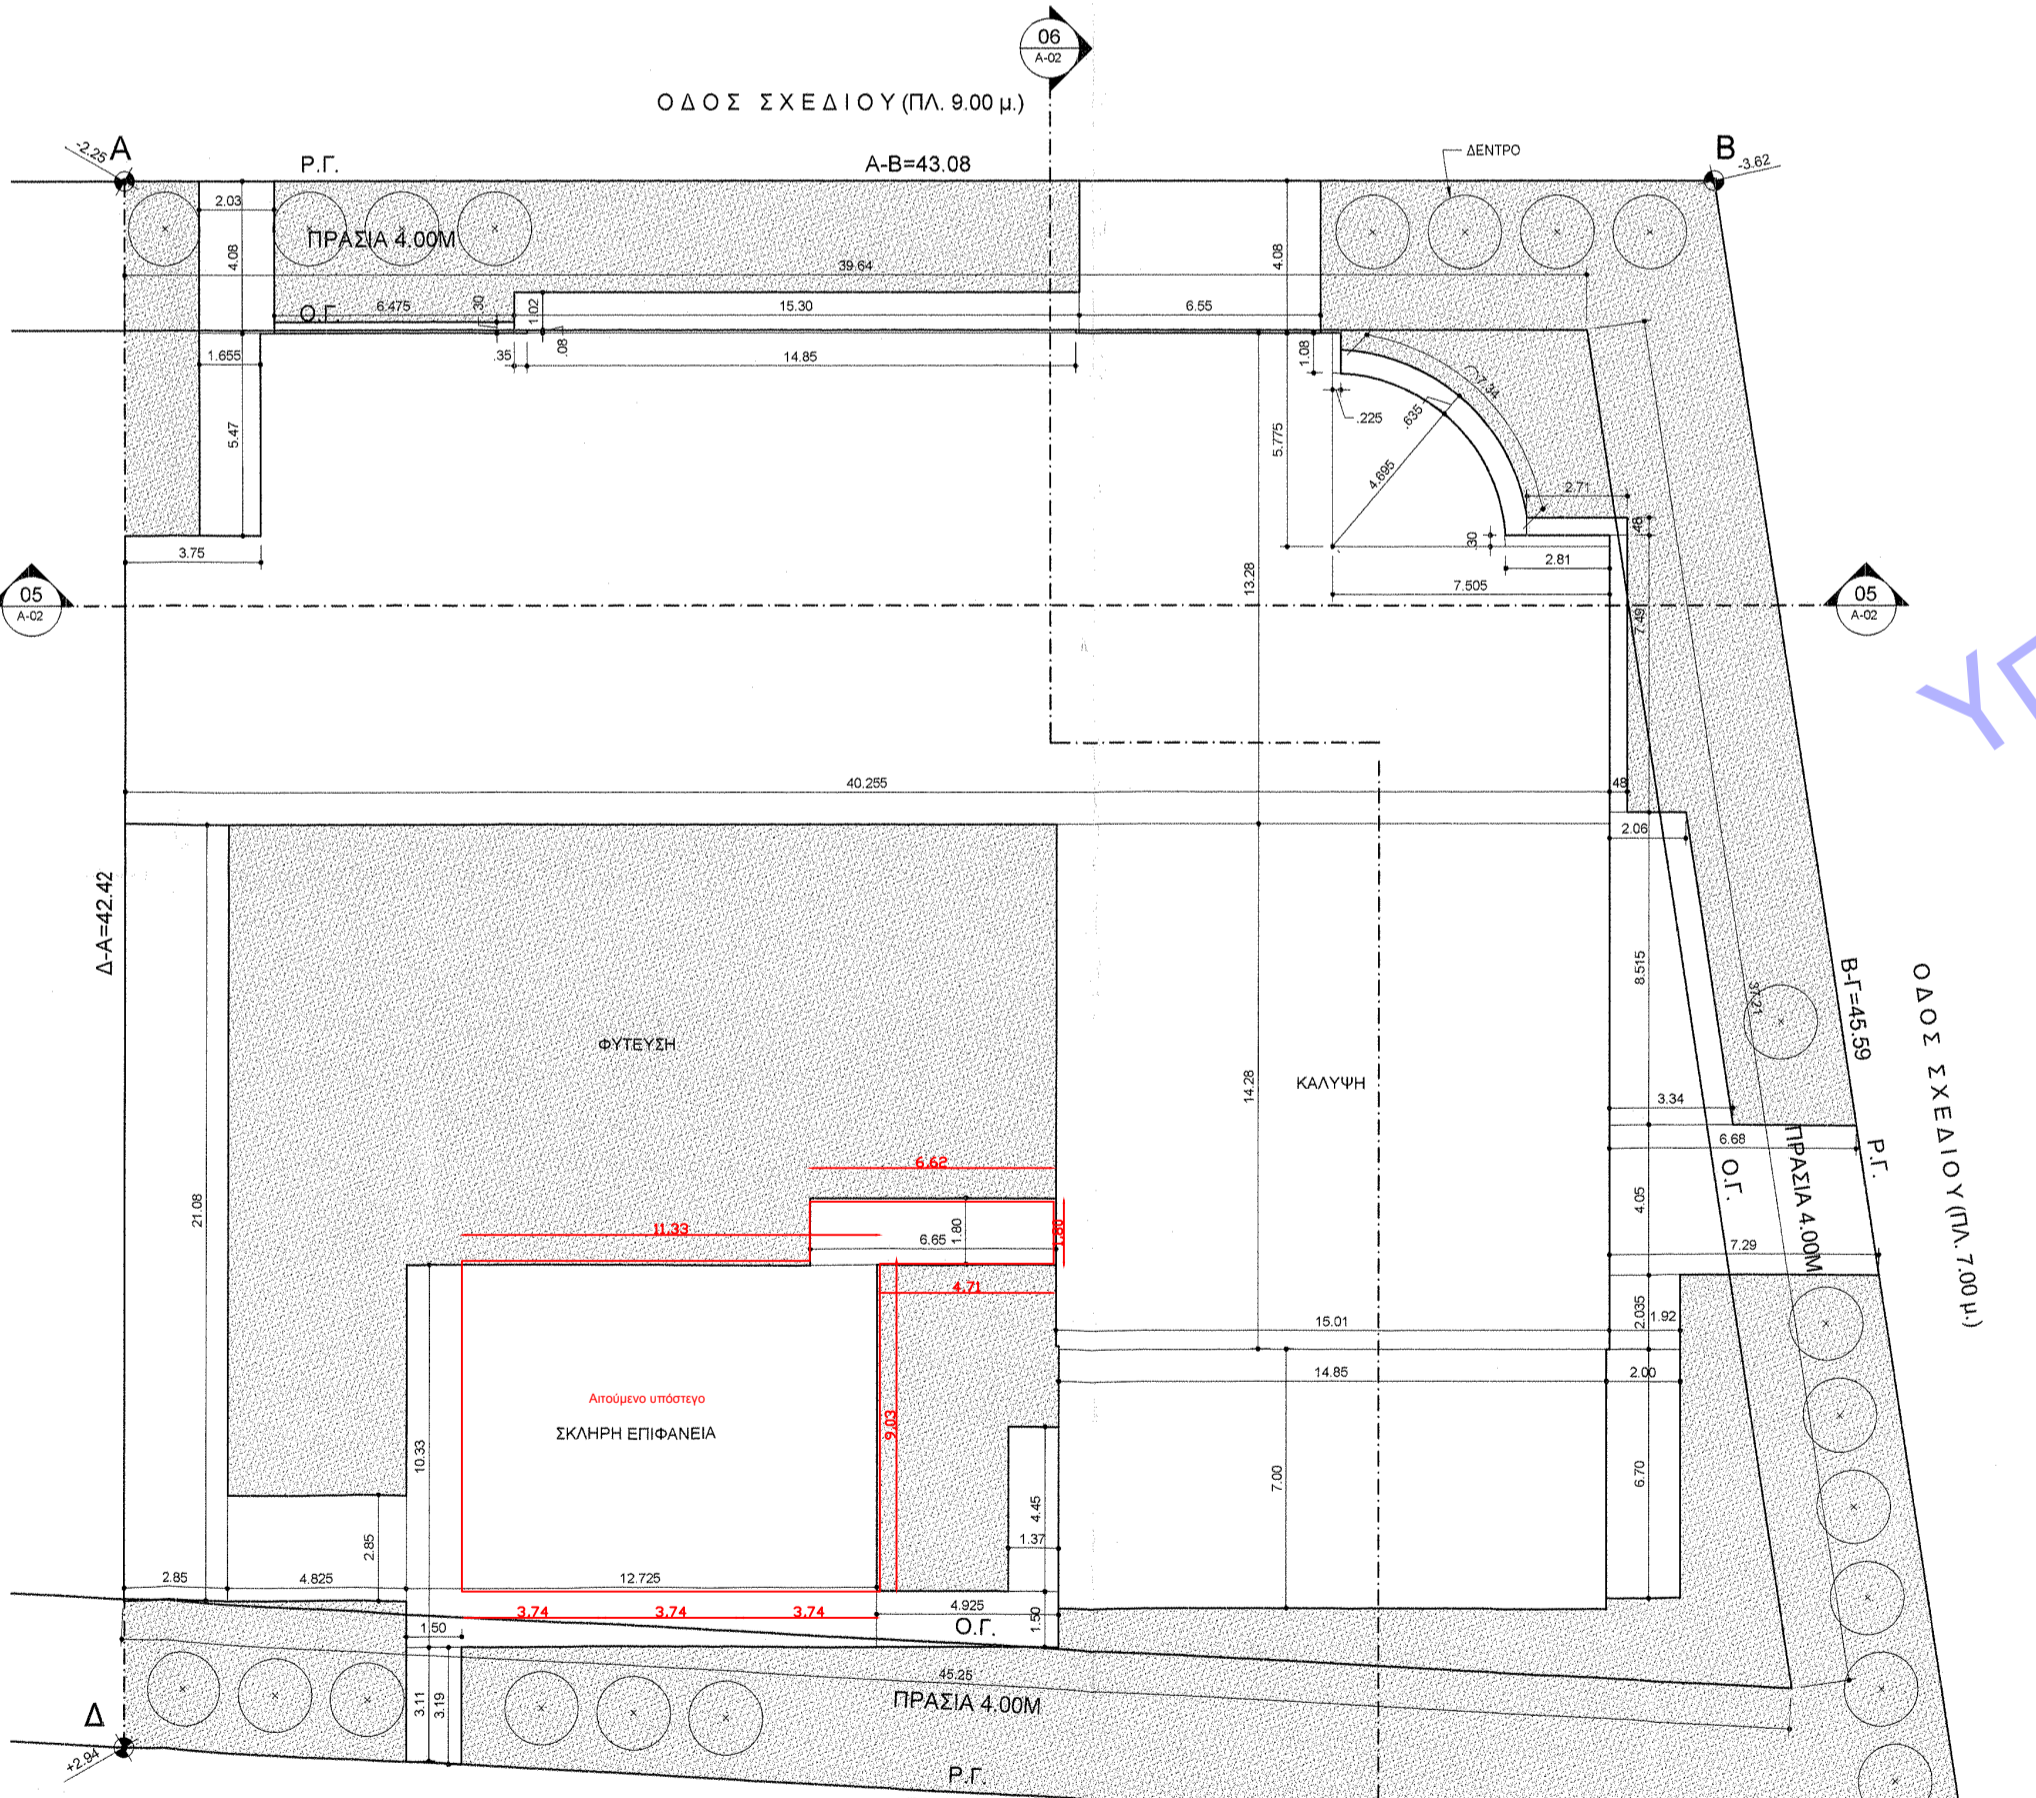 06
A-02
Ο Δ Ο Σ Σ Χ Ε Δ Ι Ο Υ (ΠΛ. 9.00 μ.)
-2.25
Α
Ρ.Γ.
Α-Β=43.08
ΔΕΝΤΡΟ
Β
-3.62
2.03
ΠΡΑΣΙΑ 4.00Μ
4.08
39.64
4.08
Ο.Γ.
6.475
.30
1.02
15.30
6.55
1.655
.35
.08
14.85
1.08
.225
.635
7.34
5.47
5.775
4.695
2.71
.48
3.75
.30
2.81
7.505
13.28
7.49
05
A-02
05
A-02
ΥΠ
40.255
48
2.06
Δ-Α=42.42
8.515
37.21
Β-Γ=45.59
Ο Δ Ο Σ Σ Χ Ε Δ Ι Ο Υ (ΠΛ. 7.00 μ.)
ΦΥΤΕΥΣΗ
ΚΑΛΥΨΗ
14.28
3.34
6.68
Ρ.Γ.
Ο.Γ.
ΠΡΑΣΙΑ 4.00Μ
6.62
21.08
4.05
11.33
6.65
1.80
1.80
7.29
4.71
15.01
2.035
1.92
14.85
2.00
Αιτούμενο υπόστεγο
ΣΚΛΗΡΗ ΕΠΙΦΑΝΕΙΑ
9.03
10.33
7.00
6.70
4.45
1.37
2.85
2.85
4.825
12.725
3.74
3.74
3.74
4.925
1.50
Ο.Γ.
1.50
45.25
ΠΡΑΣΙΑ 4.00Μ
3.11
3.19
Δ
+2.94
Ρ.Γ.